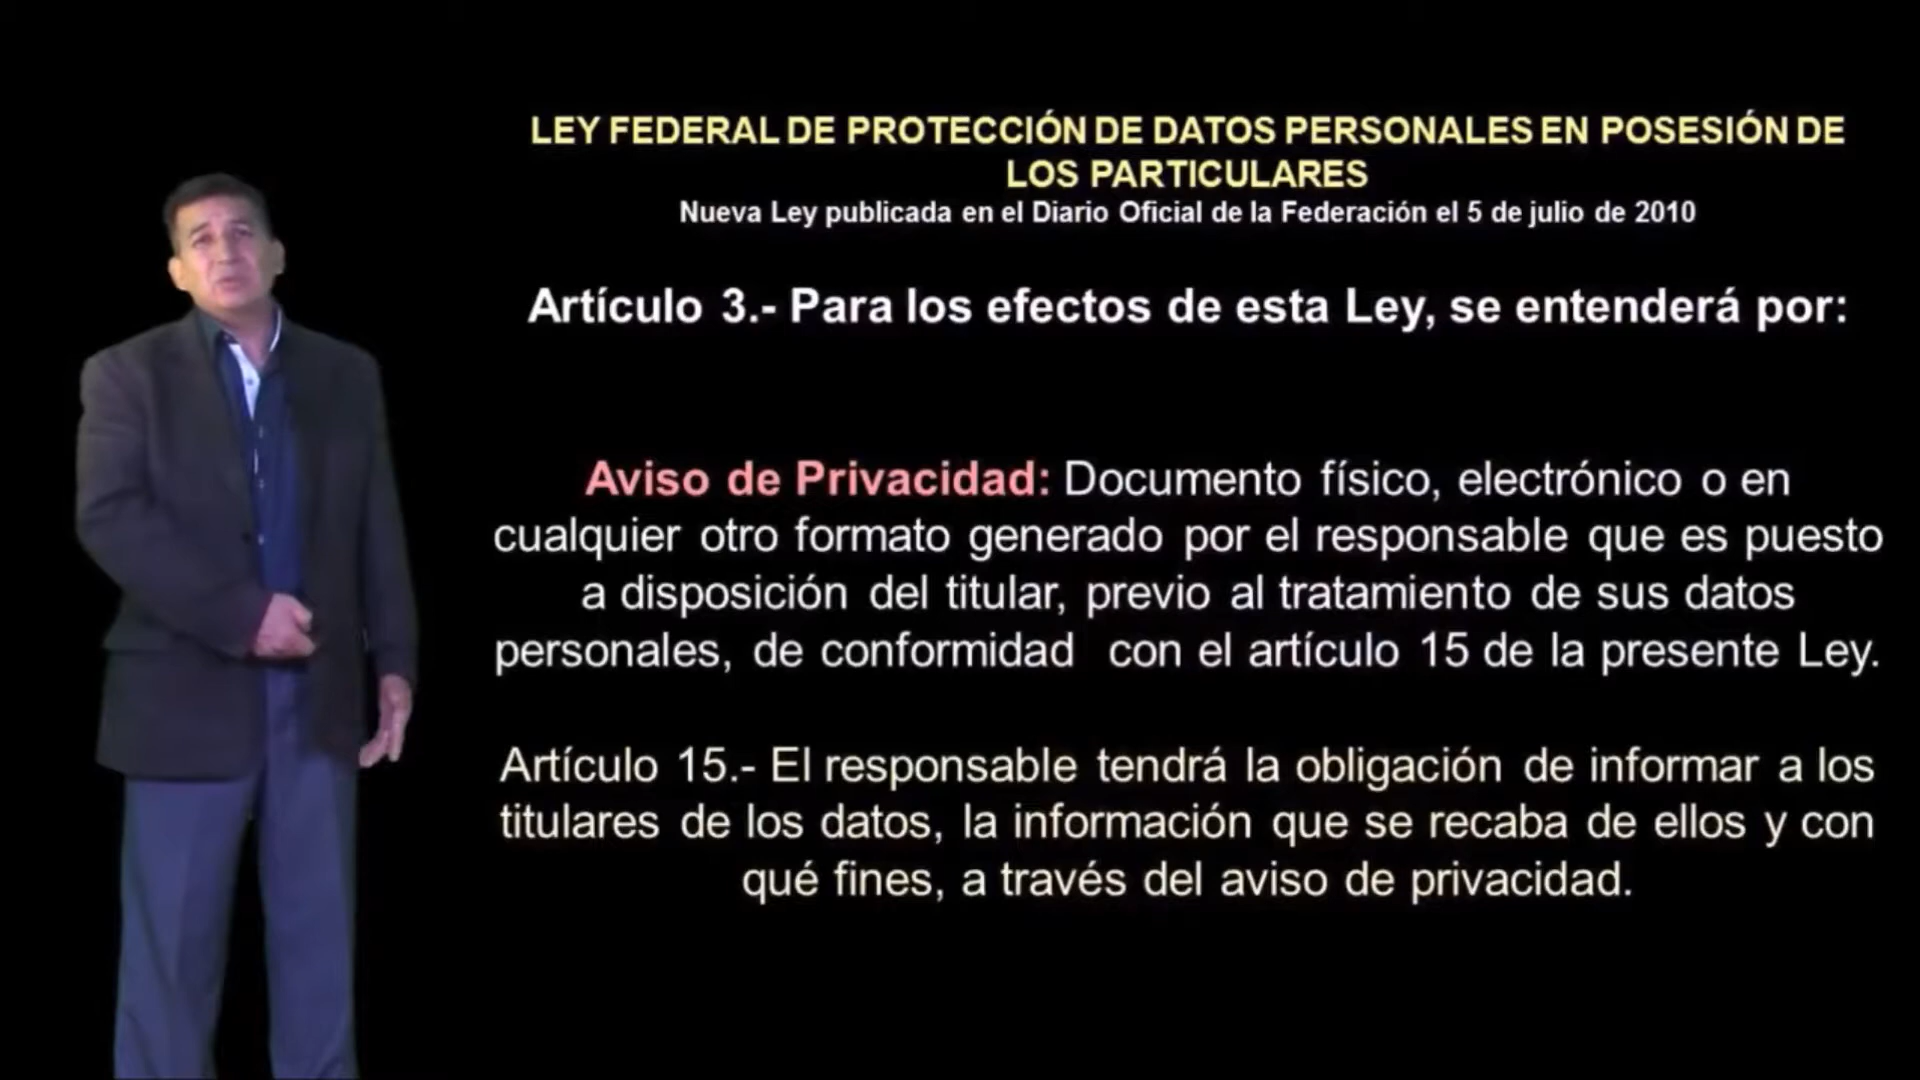 LEY FEDERAL DE PROTECCIÓN DE DATOS PERSONALES EN POSESIÓN DE
LOS PARTICULARES
Nueva Ley publicada en el Diario Oficial de la Federación el 5 de julio de 2010
Artículo 3.- Para los efectos de esta Ley, se entenderá por:
Aviso de Privacidad: Documento físico, electrónico o en
cualquier otro formato generado por el responsable que es puesto
a disposición del titular, previo al tratamiento de sus datos
personales, de conformidad con el artículo 15 de la presente Ley.
Artículo 15.- El responsable tendrá la obligación de informar a los
titulares de los datos, la información que se recaba de ellos y con
qué fines, a través del aviso de privacidad.